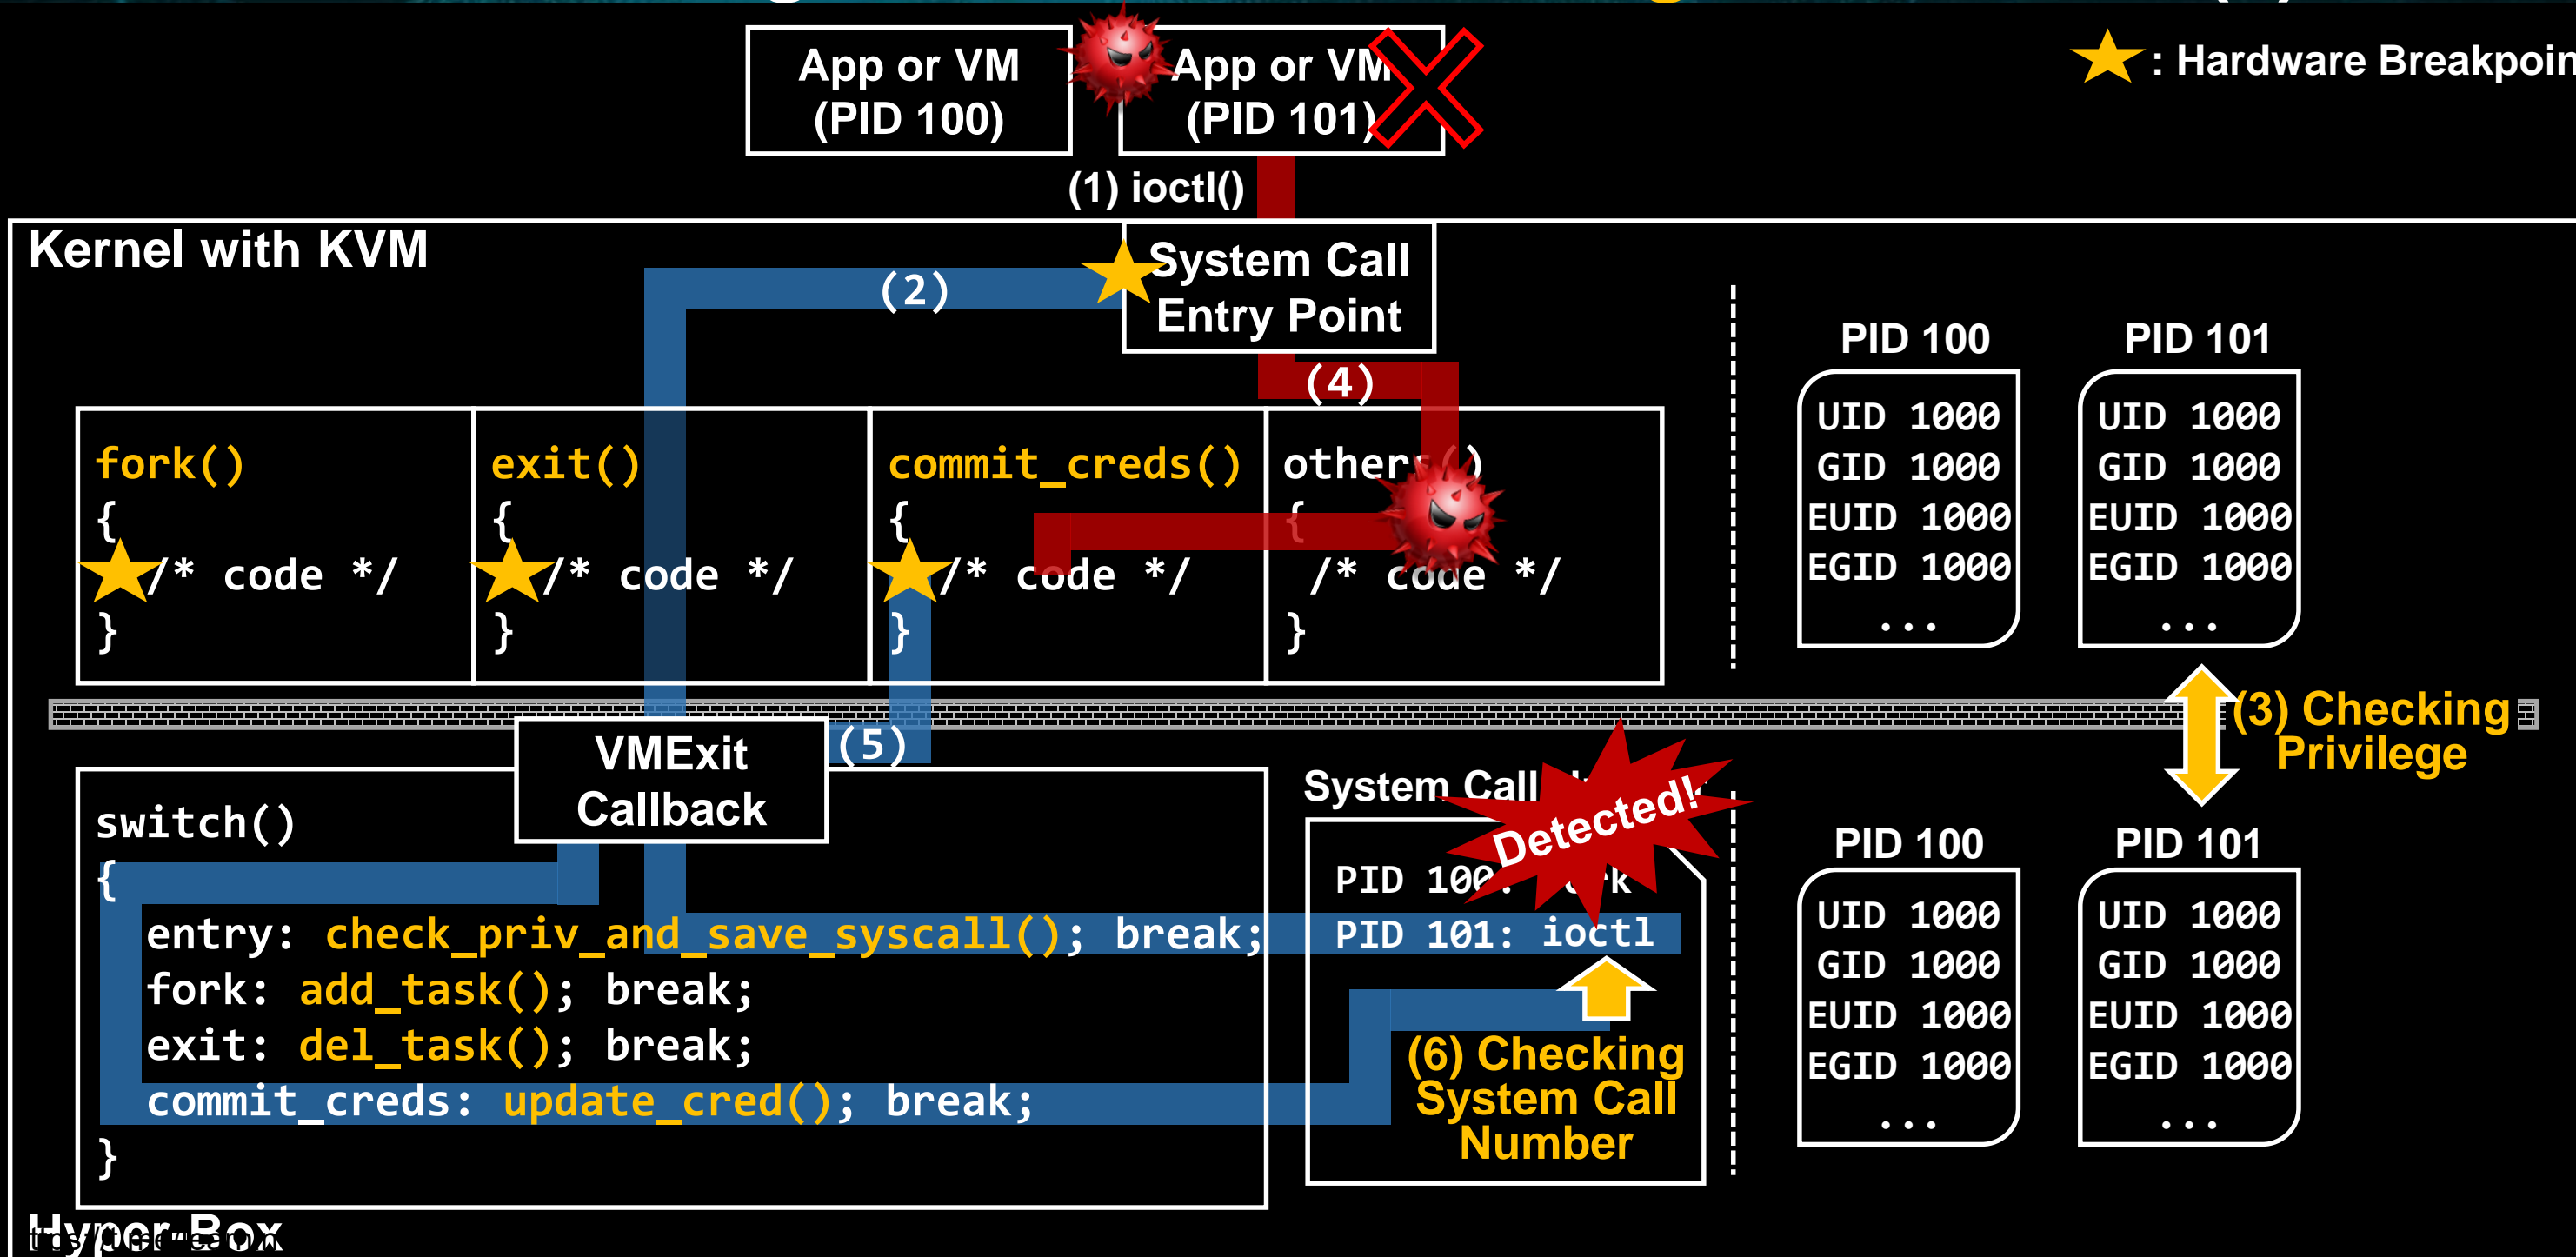 App or VM
(PID 100)
App or VM
(PID 101)
: Hardware Breakpoin
(1) ioctl()
Kernel with KVM
System Call
Entry Point
(2)
(4)
fork()
{
/* code */
}
exit()
{
/* code */
}
commit_creds()
{
/* code */
}
others()
{
/* code */
}
PID 100
UID 1000
GID 1000
EUID 1000
EGID 1000
...
PID 101
UID 1000
GID 1000
EUID 1000
EGID 1000
...
(3) Checking
Privilege
VMExit
Callback
(5)
switch()
{
entry: check_priv_and_save_syscall(); break;
fork: add_task(); break;
exit: del_task(); break;
commit_creds: update_cred(); break;
}
System Call
Detected!
PID 100:
PID 101: ioctl
(6) Checking
System Call
Number
PID 100
UID 1000
GID 1000
EUID 1000
EGID 1000
...
PID 101
UID 1000
GID 1000
EUID 1000
EGID 1000
...
Hyper-Box